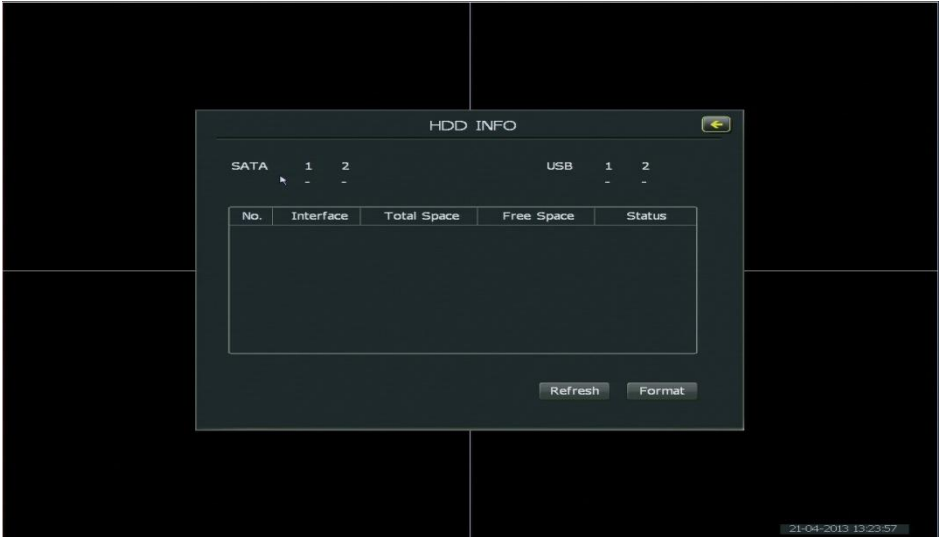 HDD INFO
SATA 1 2 USB 1 2
- - - -
No. Interface Total Space Free Space Status
Refresh Format
21-04-2013 13:23:57